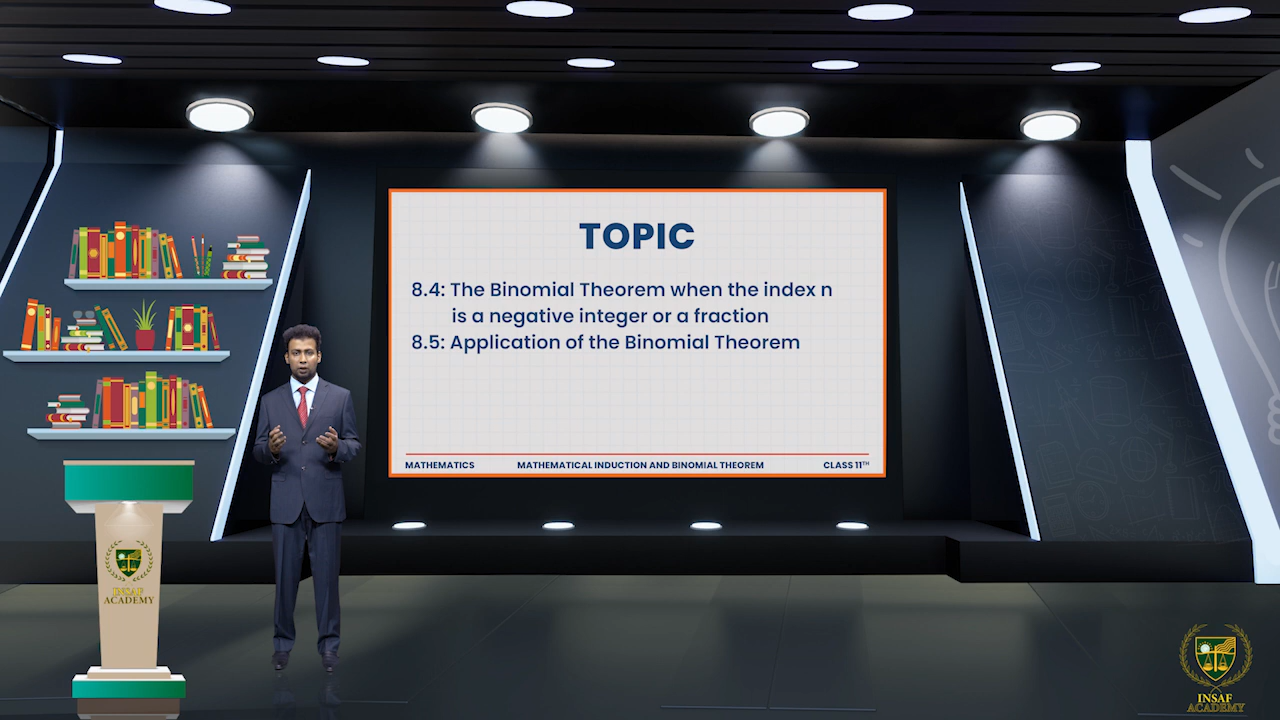 TOPIC
8.4: The Binomial Theorem when the index n
is a negative integer or a fraction
8.5: Application of the Binomial Theorem
MATHEMATICS MATHEMATICAL INDUCTION AND BINOMIAL THEOREM CLASS 11TH
INSAF
ACADEMY
INSAF
ACADEMY